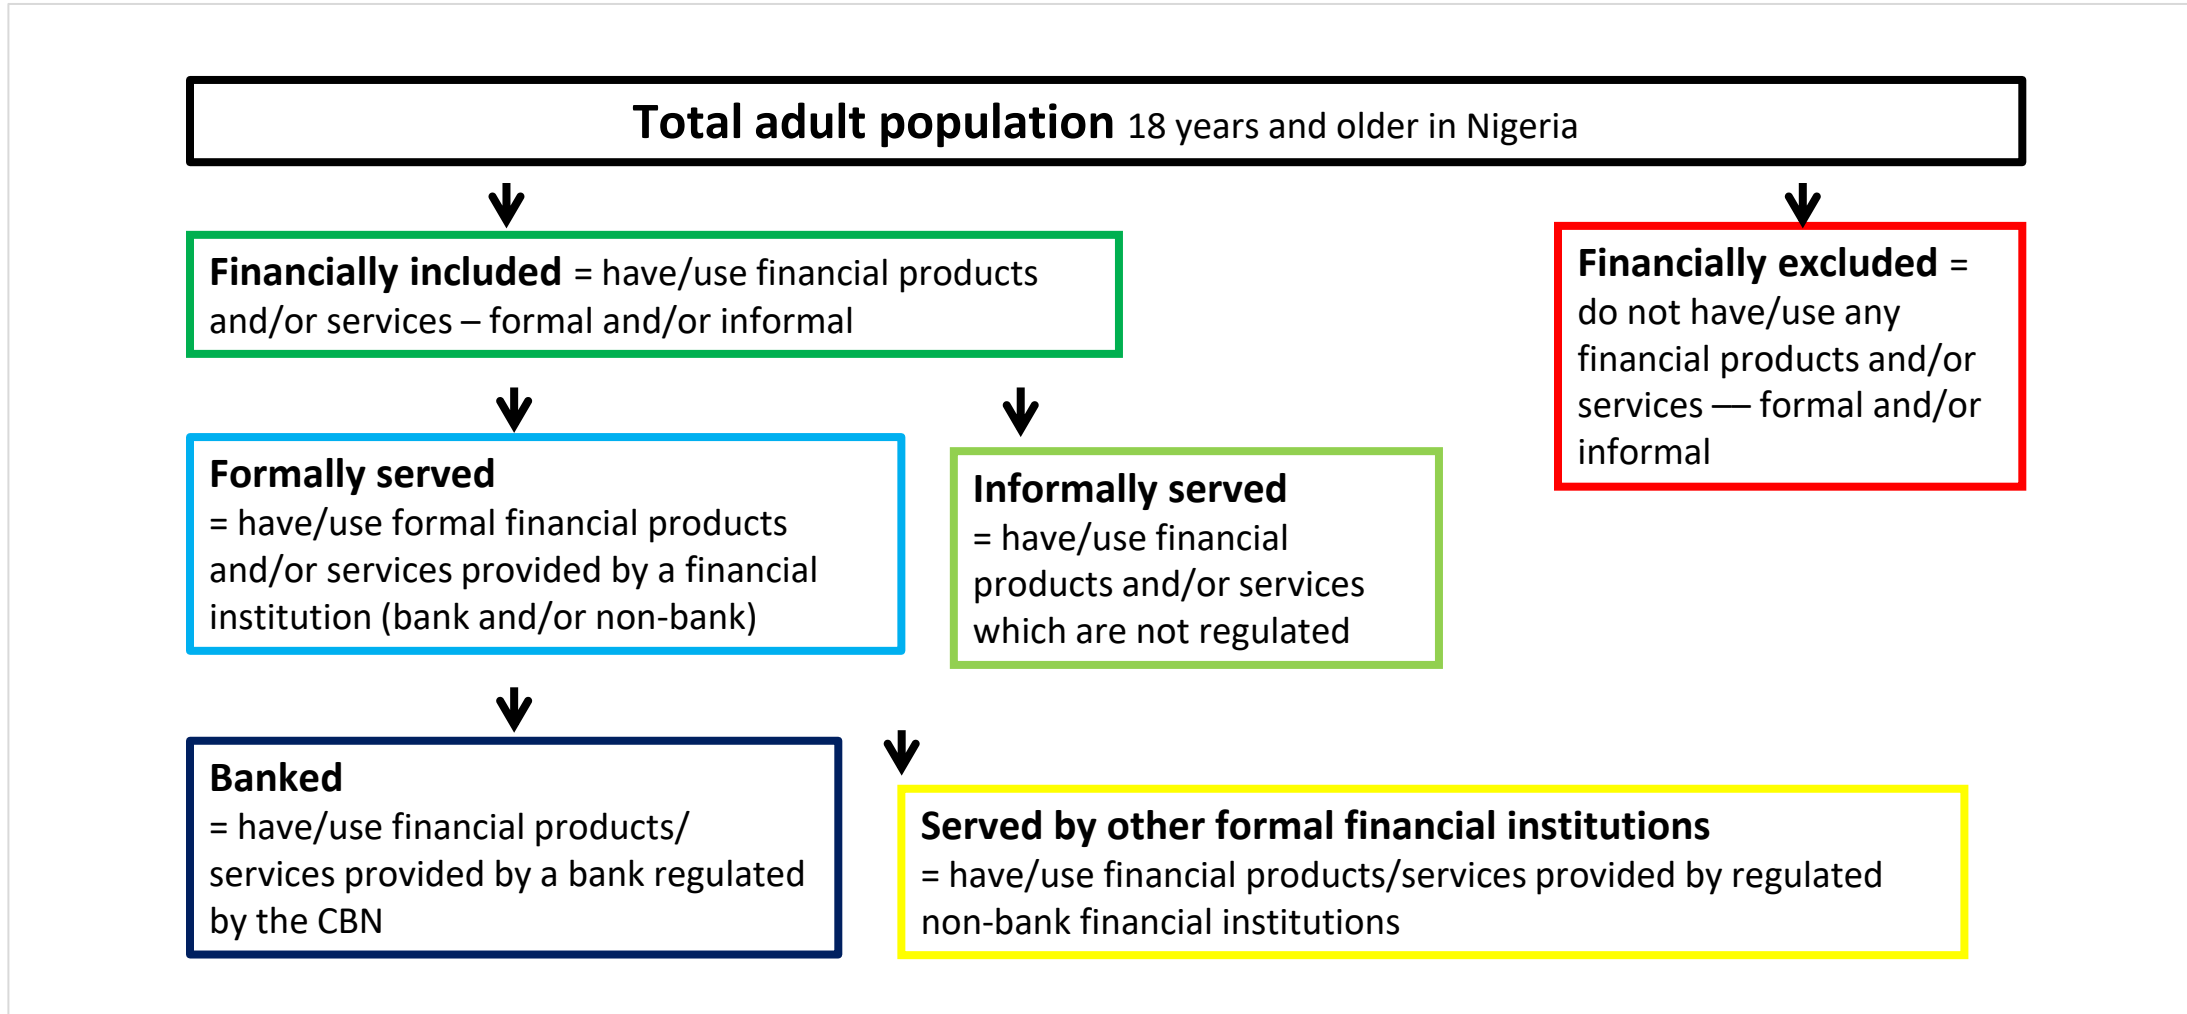 Total adult population 18 years and older in Nigeria
Financially included = have/use financial products
and/or services – formal and/or informal
Financially excluded =
do not have/use any
financial products and/or
services — formal and/or
informal
Formally served
= have/use formal financial products
and/or services provided by a financial
institution (bank and/or non-bank)
Informally served
= have/use financial
products and/or services
which are not regulated
Banked
= have/use financial products/
services provided by a bank regulated
by the CBN
Served by other formal financial institutions
= have/use financial products/services provided by regulated
non-bank financial institutions